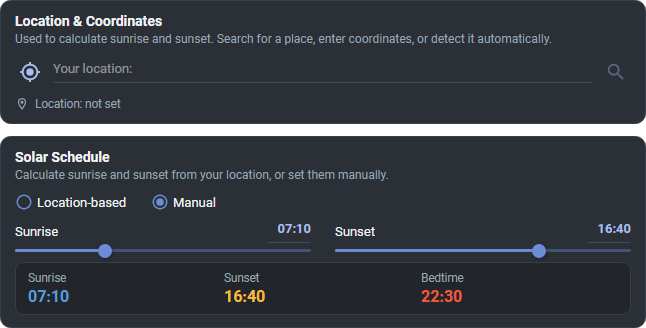 Location & Coordinates
Used to calculate sunrise and sunset. Search for a place, enter coordinates, or detect it automatically.
Your location:
Location: not set
Solar Schedule
Calculate sunrise and sunset from your location, or set them manually.
Location-based Manual
Sunrise 07:10 Sunset 16:40
Sunrise Sunset Bedtime
07:10 16:40 22:30